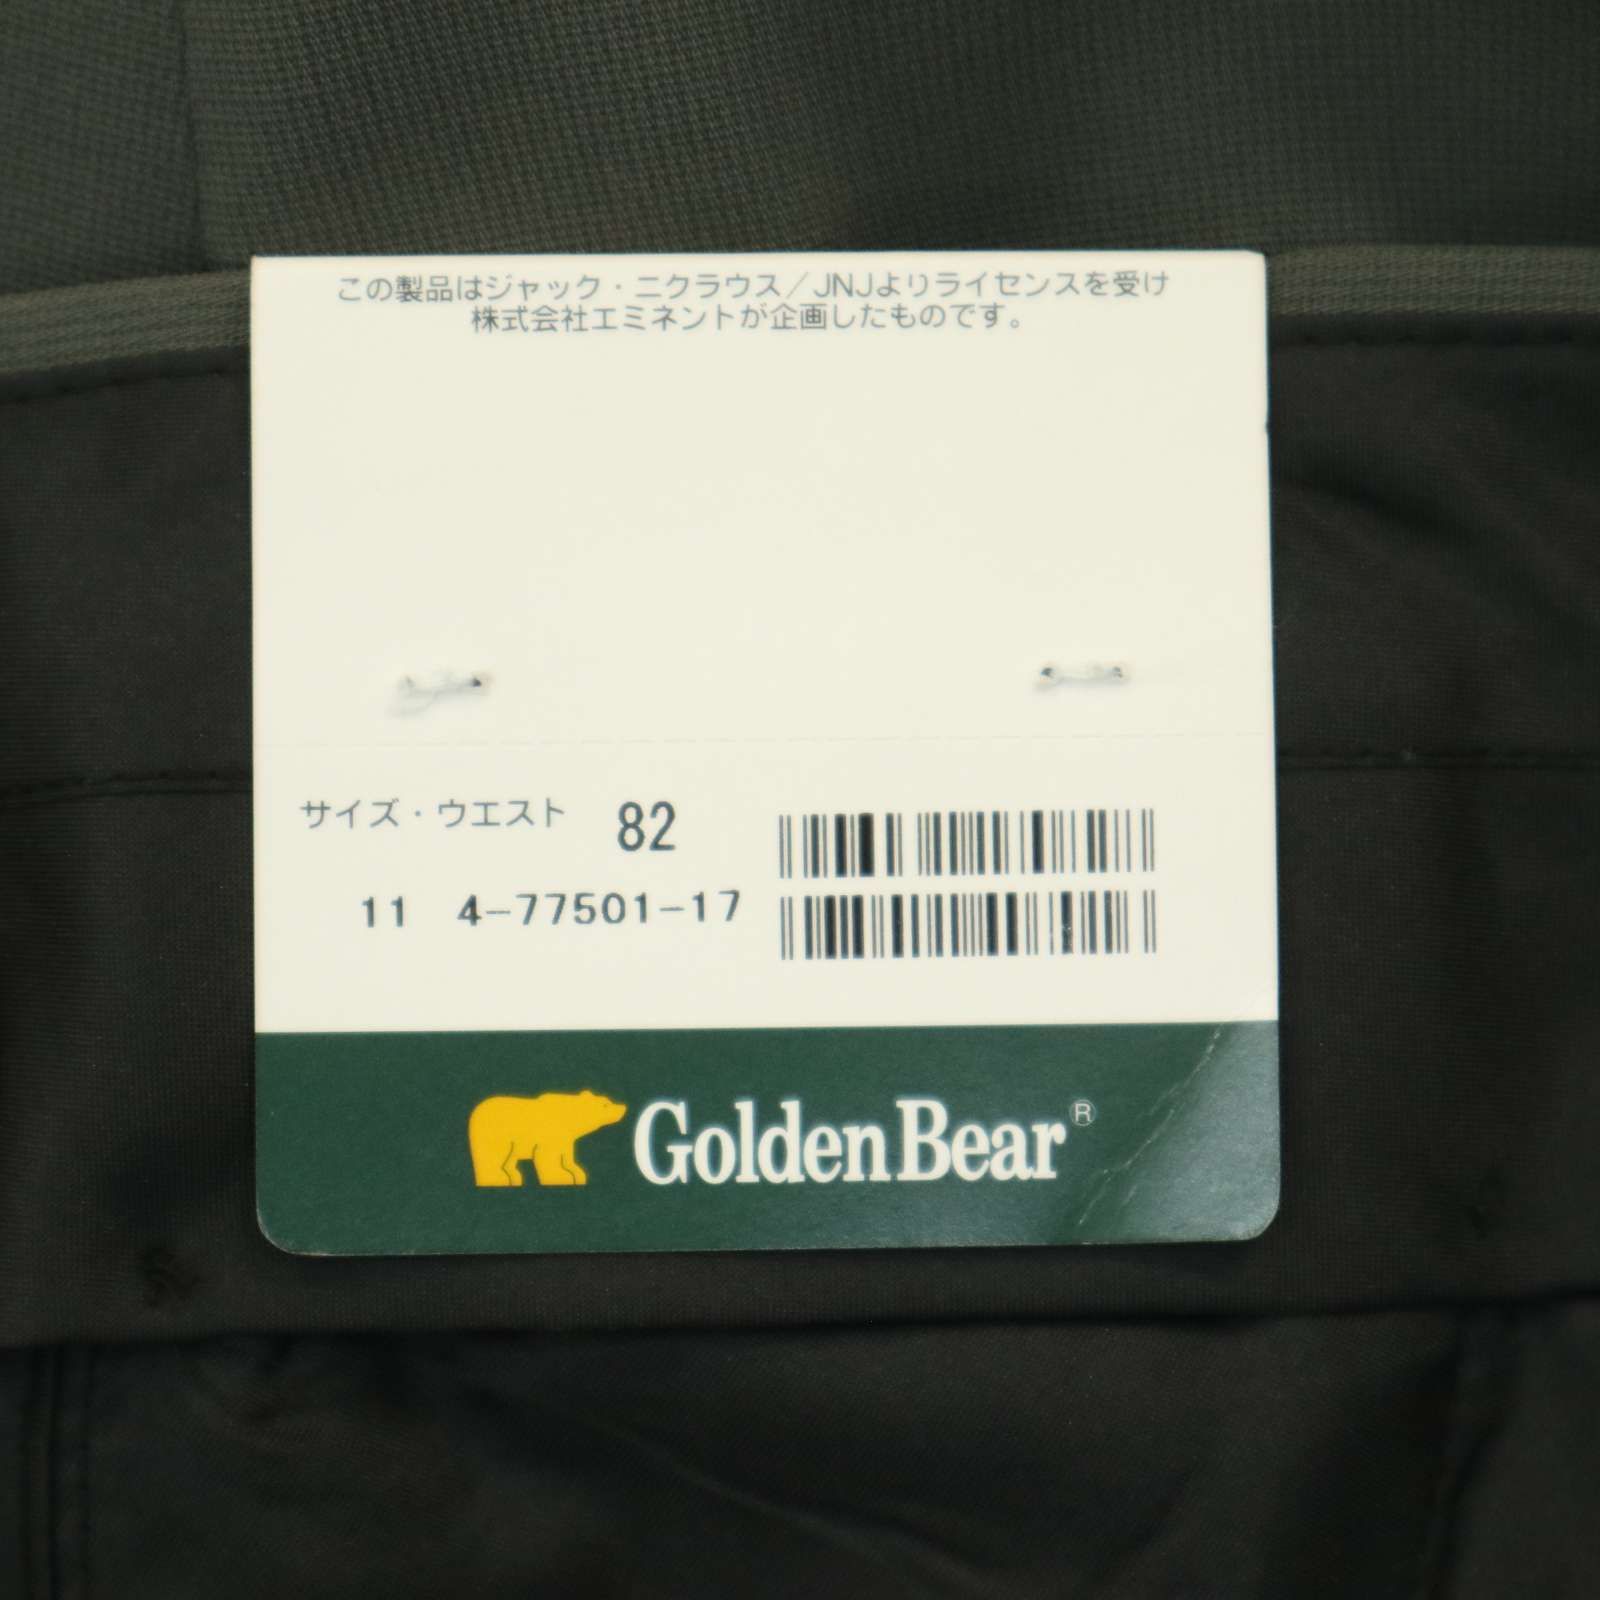 この製品はジャック・ニクラウス／JNJよりライセンスを受け
株式会社エミネントが企画したものです。
サイズ・ウエスト 82
11 4-77501-17
GoldenBear®